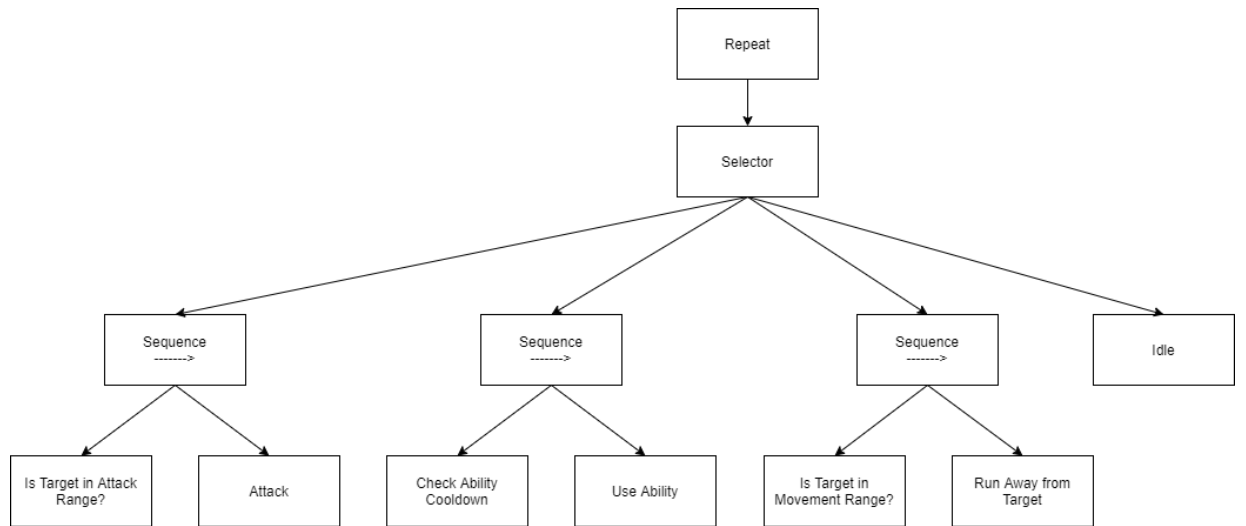 Repeat
Selector
Sequence
------->
Sequence
------->
Sequence
------->
Idle
Is Target in Attack
Range?
Attack
Check Ability
Cooldown
Use Ability
Is Target in
Movement Range?
Run Away from
Target